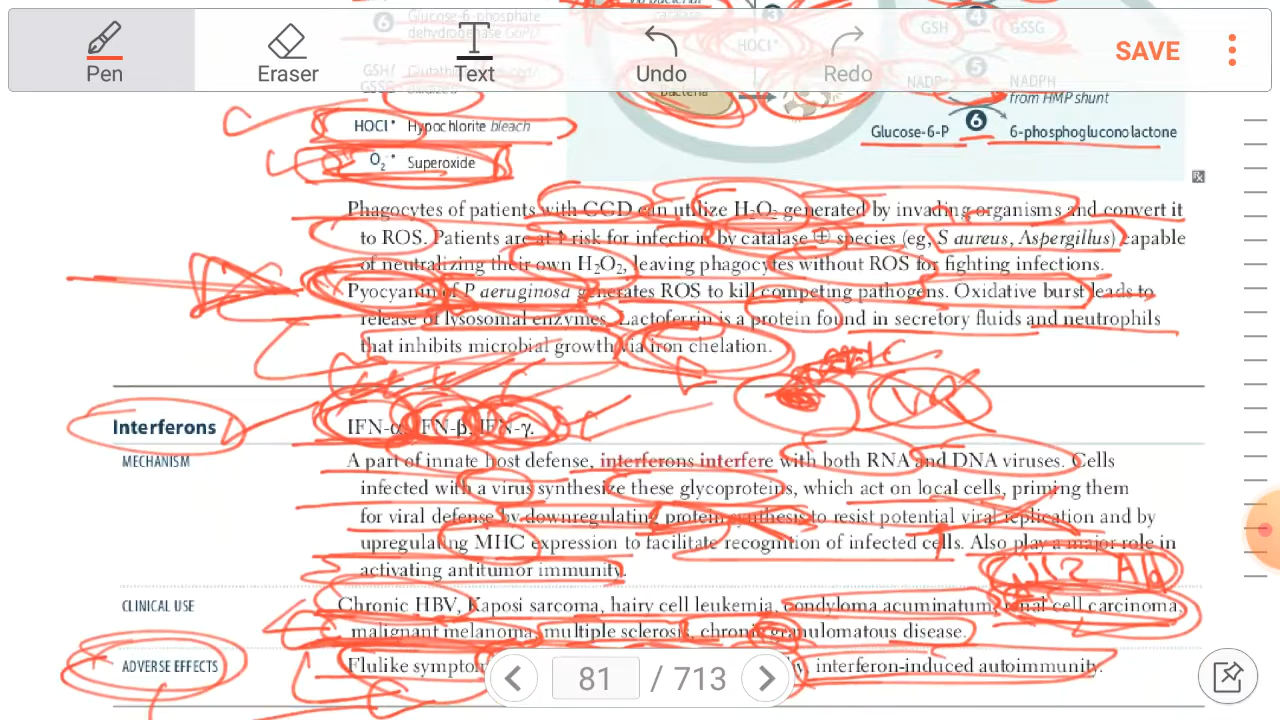 6 Glucose-6-phosphate
dehydrogenase G6PD
via bacterial
3
HOCl•
GSH 4 GSSG
5
NADP NADPH
from HMP shunt
GSH/
GSSG
Pen
Eraser
Text
Undo
Redo
SAVE
Bacteria
HOCl• Hypochlorite bleach
O2–• Superoxide
Glucose-6-P 6 6-phosphogluconolactone
Phagocytes of patients with CGD can utilize H2O2 generated by invading organisms and convert it
to ROS. Patients are at ↑ risk for infection by catalase ⊕ species (eg, S aureus, Aspergillus) capable
of neutralizing their own H2O2, leaving phagocytes without ROS for fighting infections.
Pyocyanin of P aeruginosa generates ROS to kill competing pathogens. Oxidative burst leads to
release of lysosomal enzymes. Lactoferrin is a protein found in secretory fluids and neutrophils
that inhibits microbial growth via iron chelation.
Interferons IFN-α, IFN-β, IFN-γ.
MECHANISM A part of innate host defense, interferons interfere with both RNA and DNA viruses. Cells
infected with a virus synthesize these glycoproteins, which act on local cells, priming them
for viral defense by downregulating protein synthesis to resist potential viral replication and by
upregulating MHC expression to facilitate recognition of infected cells. Also play a major role in
activating antitumor immunity.
CLINICAL USE Chronic HBV, Kaposi sarcoma, hairy cell leukemia, condyloma acuminatum, renal cell carcinoma,
malignant melanoma, multiple sclerosis, chronic granulomatous disease.
ADVERSE EFFECTS Flulike interferon-induced autoimmunity.
81 / 713